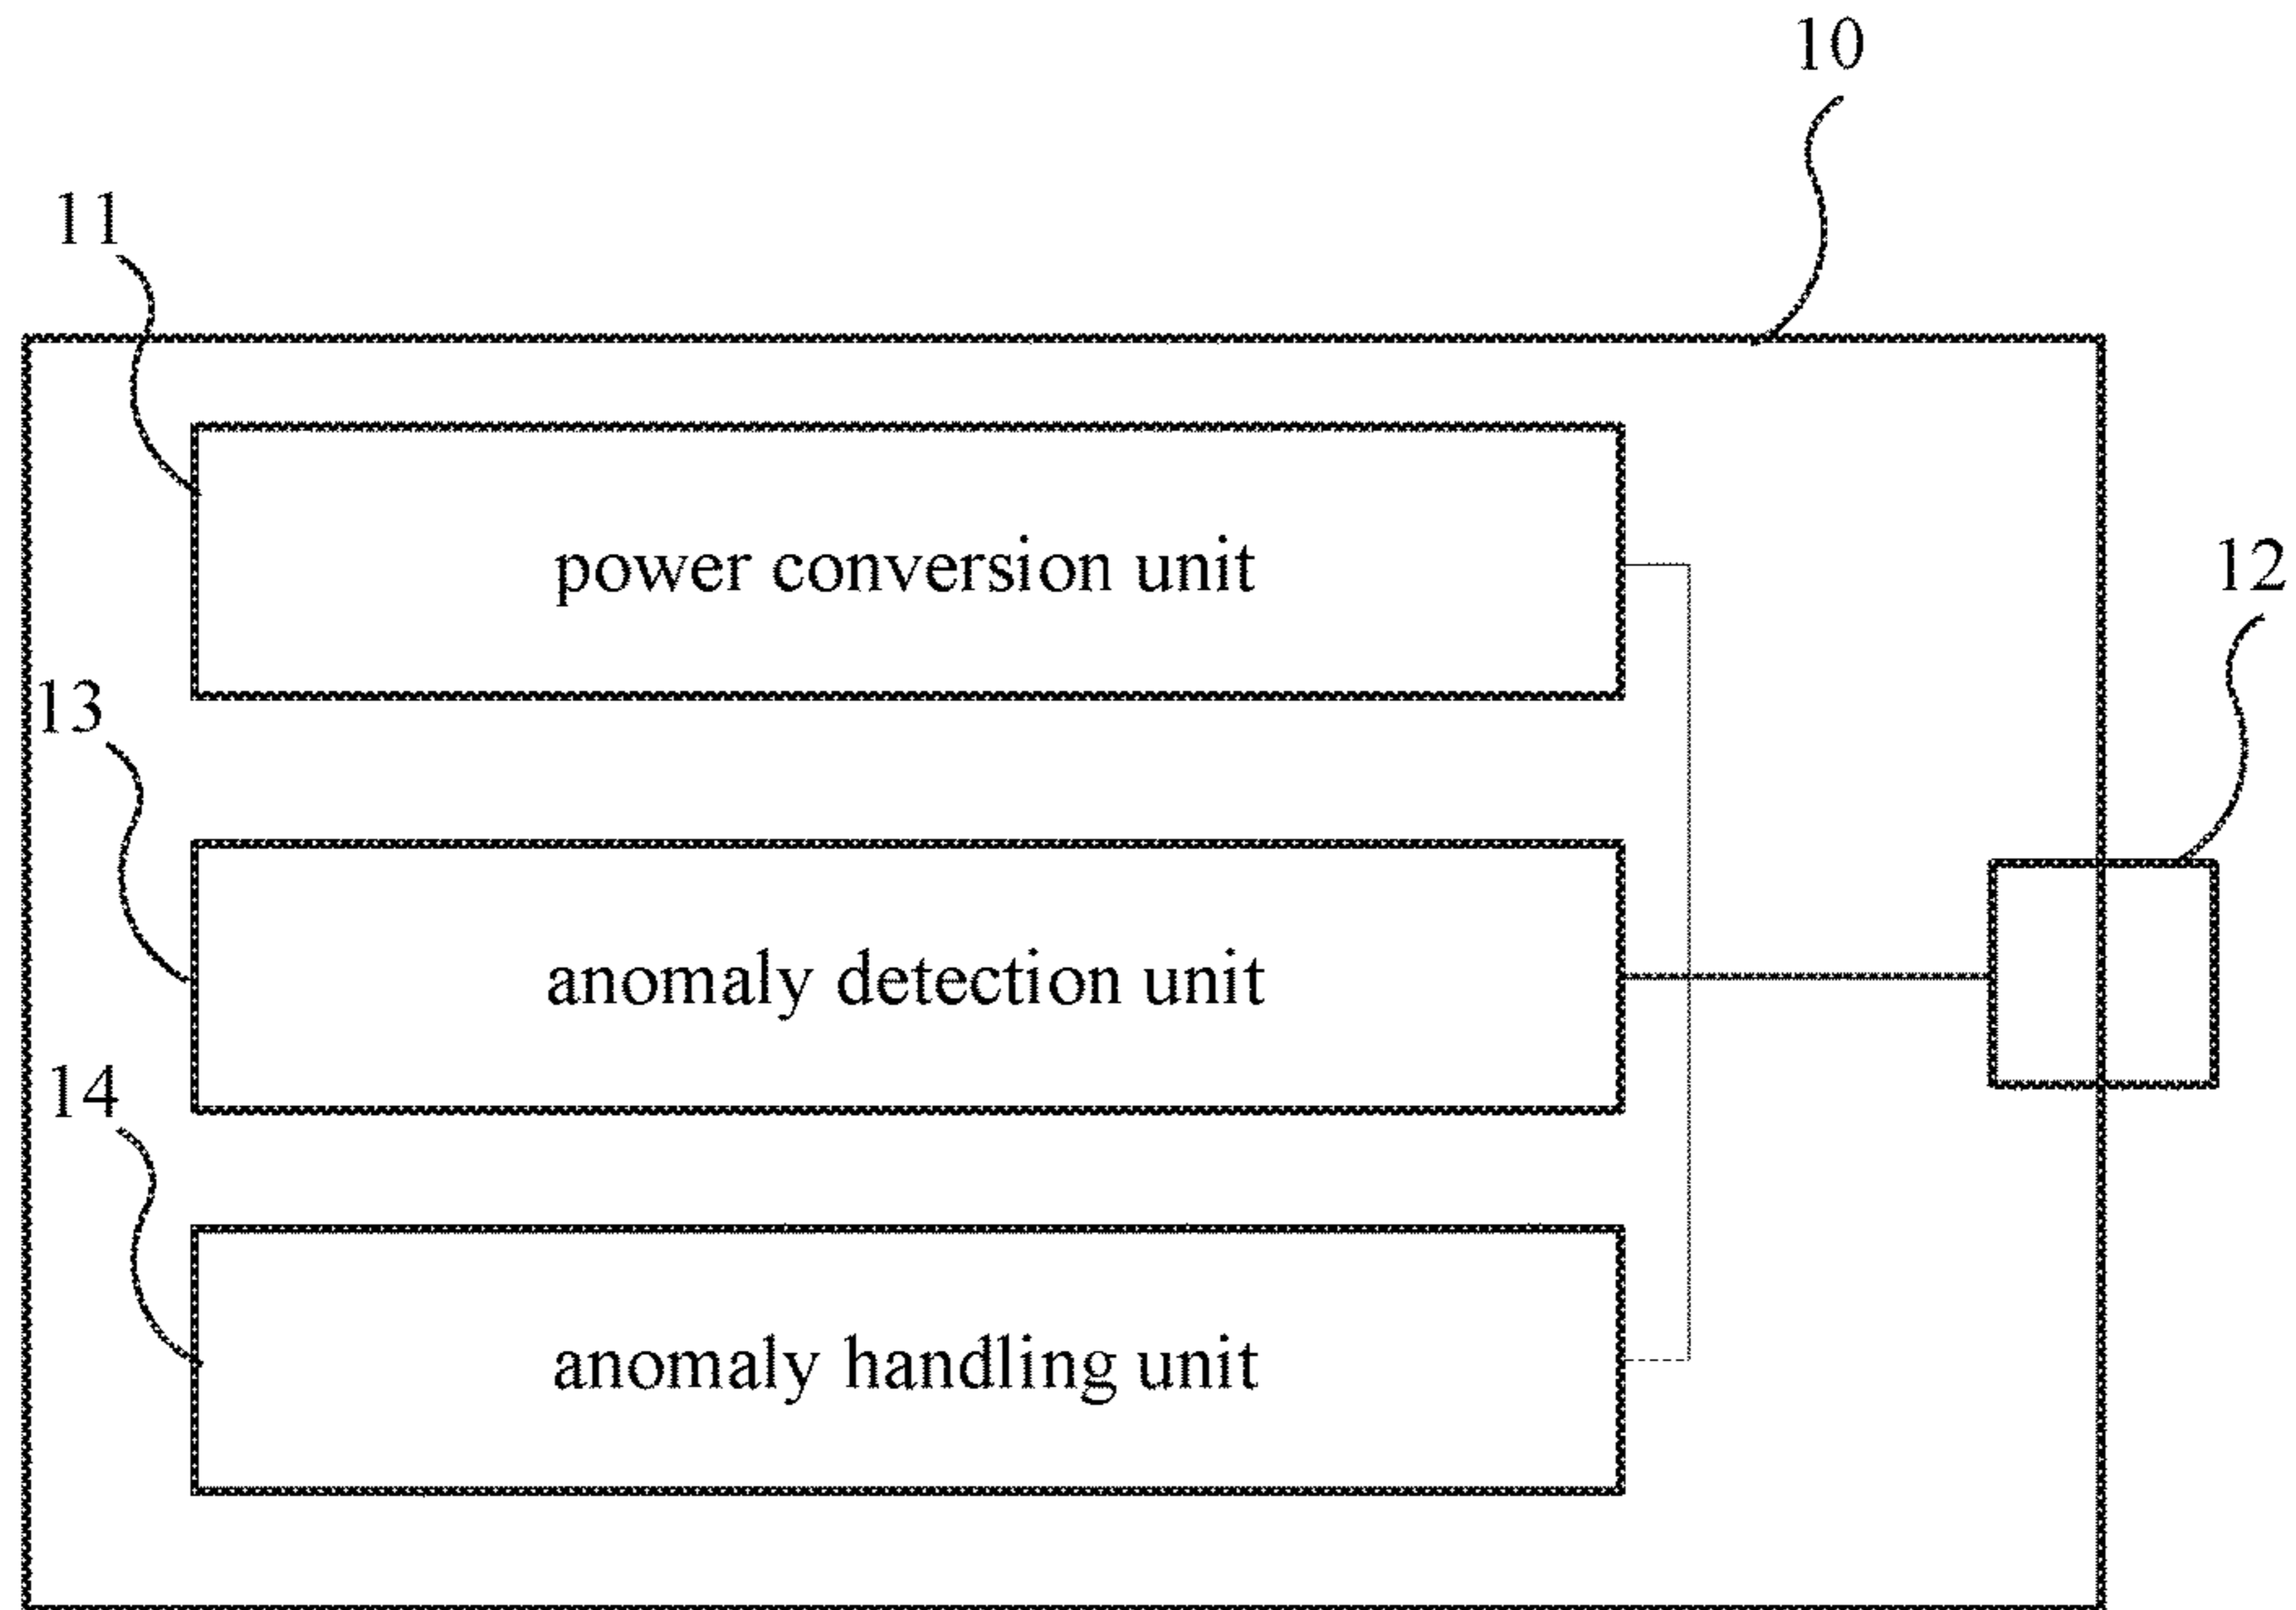 10
11
power conversion unit
12
13
anomaly detection unit
14
anomaly handling unit